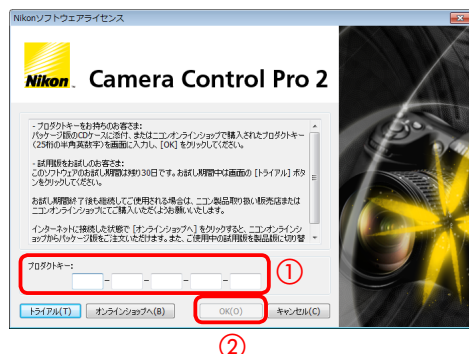 Nikonソフトウェアライセンス
Nikon
Camera Control Pro 2
- プロダクトキーをお持ちのお客さま:
パッケージ版のCDケースに添付、またはニコンオンラインショップで購入されたプロダクトキー
(25桁の半角英数字)を画面に入力し、[OK] をクリックしてください。
- 試用版をお試しのお客さま:
このソフトウェアのお試し期間は残り30日です。お試し期間中は画面の [トライアル] ボタ
ンをクリックしてください。
お試し期間終了後も継続してご使用される場合は、ニコン製品取り扱い販売店または
ニコンオンラインショップにてご購入いただくようお願いいたします。
インターネットに接続した状態で [オンラインショップへ] をクリックすると、ニコンオンラインシ
ョップからパッケージ版をご注文いただけます。また、ご使用中の試用版を製品版に切り替
プロダクトキー:
- - - -
①
トライアル(T)
オンラインショップへ(B)
OK(O)
キャンセル(C)
②